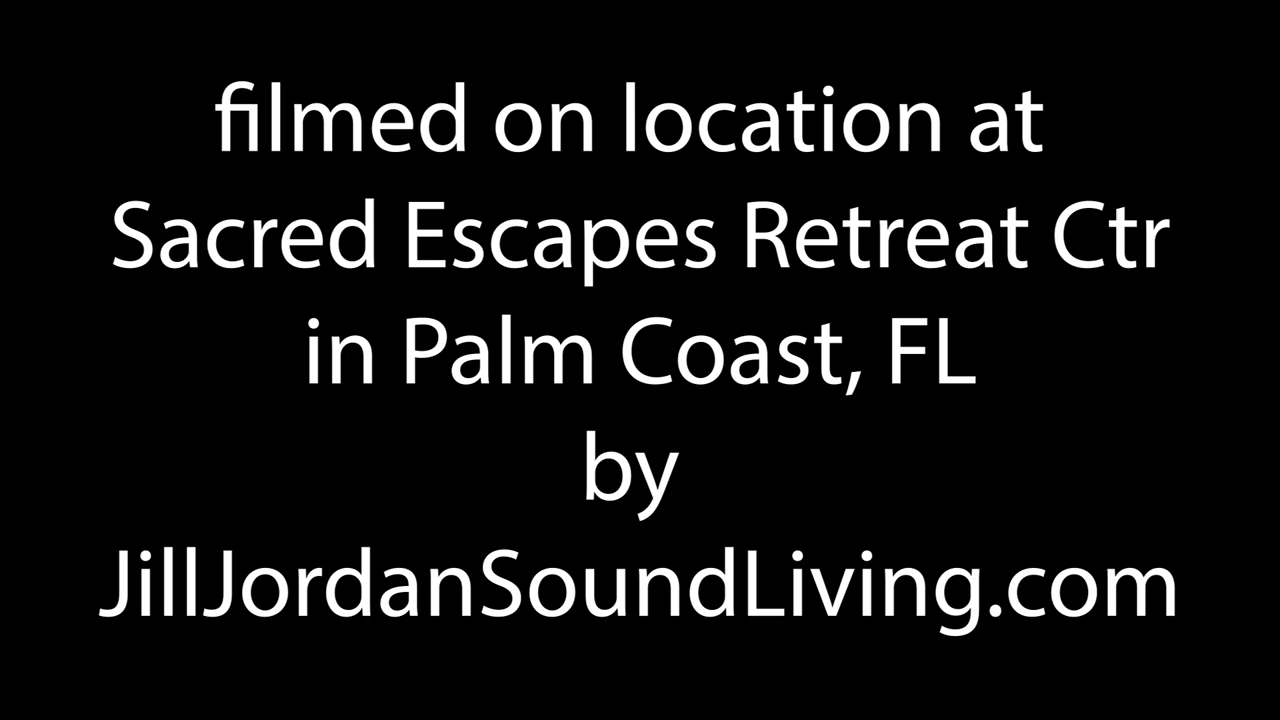 filmed on location at
Sacred Escapes Retreat Ctr
in Palm Coast, FL
by
JillJordanSoundLiving.com